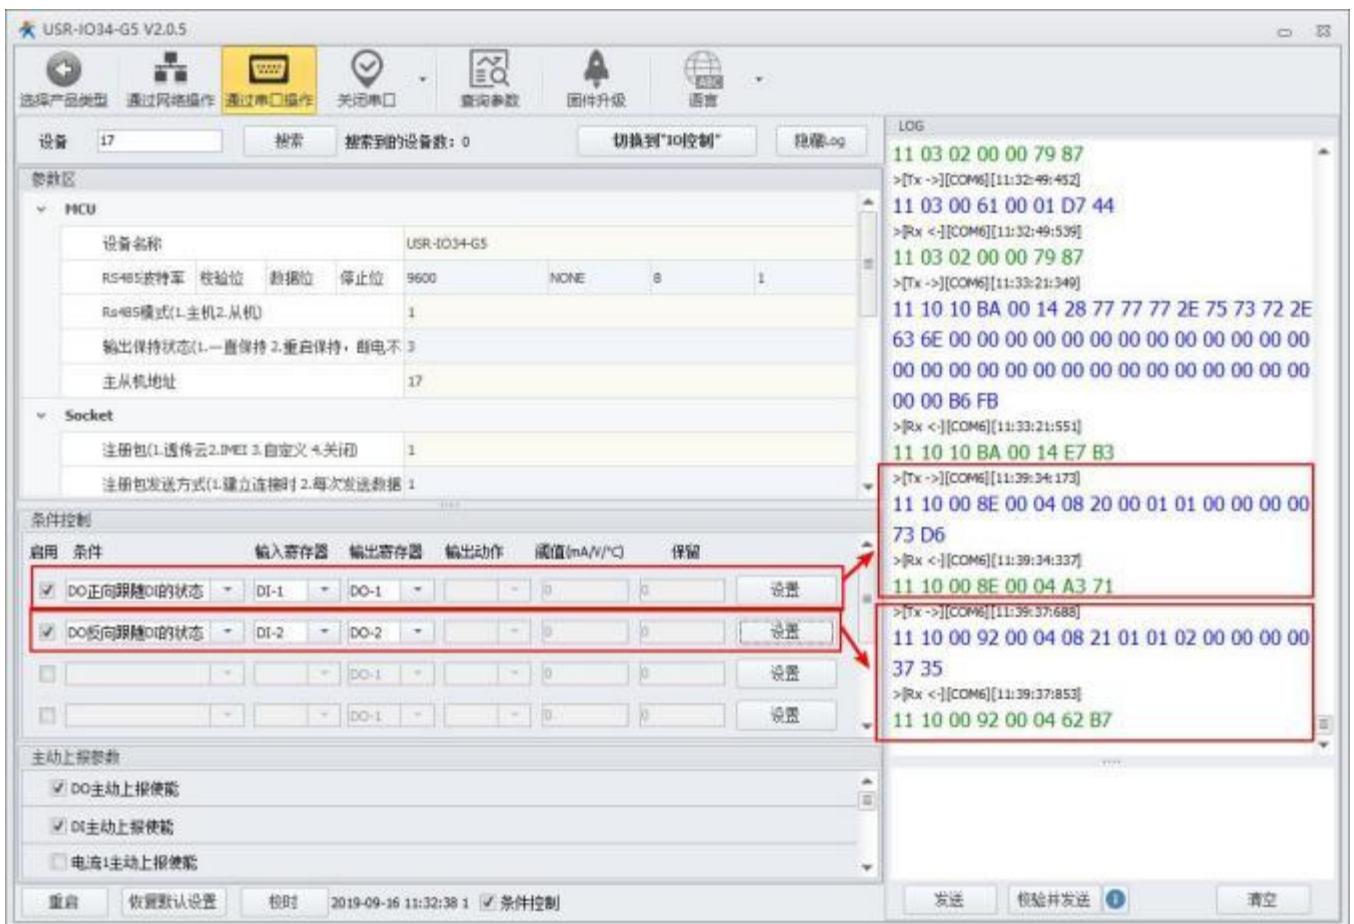 USR-IO34-G5 V2.0.5
选择产品类型 通过网络操作 通过串口操作 关闭串口 查询参数 固件升级 语言
设备 17 搜索 搜索到的设备数：0 切换到"IO控制" 隐藏Log
参数区
MCU
设备名称 USR-IO34-G5
RS485波特率 校验位 数据位 停止位 9600 NONE 8 1
Rs485模式(1.主机2.从机) 1
输出保持状态(1.一直保持 2.重启保持，断电不 3
主从机地址 17
Socket
注册包(1.透传云2.IMEI 3.自定义 4.关闭) 1
注册包发送方式(1.建立连接时 2.每次发送数据 1
条件控制
启用 条件 输入寄存器 输出寄存器 输出动作 阈值(mA/V/°C) 保留
DO正向跟随DI的状态 DI-1 DO-1 0 0 设置
DO反向跟随DI的状态 DI-2 DO-2 0 0 设置
DO-1 0 0 设置
DO-1 0 0 设置
主动上报参数
DO主动上报使能
DI主动上报使能
电流1主动上报使能
重启 恢复默认设置 校时 2019-09-16 11:32:38 1 条件控制
LOG
11 03 02 00 00 79 87
>[Tx ->][COM6][11:32:49:452]
11 03 00 61 00 01 D7 44
>[Rx <-][COM6][11:32:49:539]
11 03 02 00 00 79 87
>[Tx ->][COM6][11:33:21:349]
11 10 10 BA 00 14 28 77 77 77 2E 75 73 72 2E
63 6E 00 00 00 00 00 00 00 00 00 00 00 00 00
00 00 00 00 00 00 00 00 00 00 00 00 00 00 00
00 00 B6 FB
>[Rx <-][COM6][11:33:21:551]
11 10 10 BA 00 14 E7 B3
>[Tx ->][COM6][11:39:34:173]
11 10 00 8E 00 04 08 20 00 01 01 00 00 00 00
73 D6
>[Rx <-][COM6][11:39:34:337]
11 10 00 8E 00 04 A3 71
>[Tx ->][COM6][11:39:37:688]
11 10 00 92 00 04 08 21 01 01 02 00 00 00 00
37 35
>[Rx <-][COM6][11:39:37:853]
11 10 00 92 00 04 62 B7
发送 校验并发送 清空